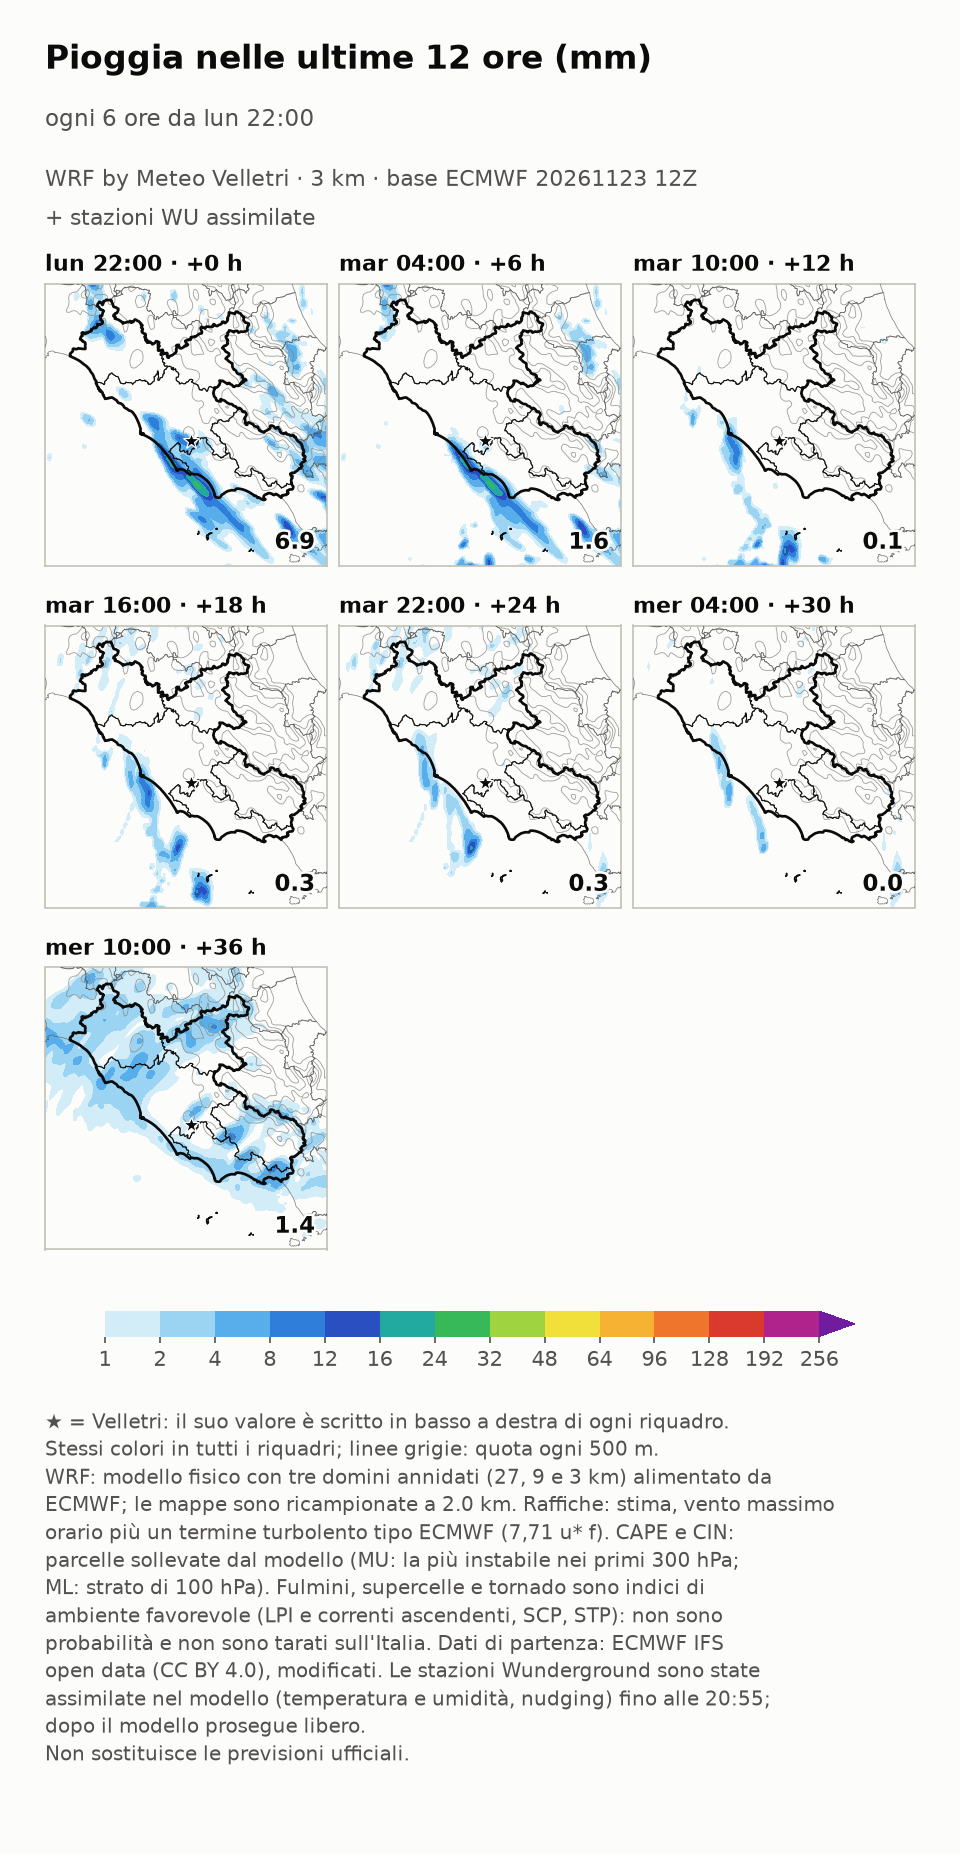 Pioggia nelle ultime 12 ore (mm)
ogni 6 ore da lun 22:00
WRF by Meteo Velletri · 3 km · base ECMWF 20261123 12Z
+ stazioni WU assimilate
lun 22:00 · +0 h
mar 04:00 · +6 h
mar 10:00 · +12 h
6.9
1.6
0.1
mar 16:00 · +18 h
mar 22:00 · +24 h
mer 04:00 · +30 h
0.3
0.3
0.0
mer 10:00 · +36 h
1.4
1 2 4 8 12 16 24 32 48 64 96 128 192 256
★ = Velletri: il suo valore è scritto in basso a destra di ogni riquadro.
Stessi colori in tutti i riquadri; linee grigie: quota ogni 500 m.
WRF: modello fisico con tre domini annidati (27, 9 e 3 km) alimentato da
ECMWF; le mappe sono ricampionate a 2.0 km. Raffiche: stima, vento massimo
orario più un termine turbolento tipo ECMWF (7,71 u* f). CAPE e CIN:
parcelle sollevate dal modello (MU: la più instabile nei primi 300 hPa;
ML: strato di 100 hPa). Fulmini, supercelle e tornado sono indici di
ambiente favorevole (LPI e correnti ascendenti, SCP, STP): non sono
probabilità e non sono tarati sull'Italia. Dati di partenza: ECMWF IFS
open data (CC BY 4.0), modificati. Le stazioni Wunderground sono state
assimilate nel modello (temperatura e umidità, nudging) fino alle 20:55;
dopo il modello prosegue libero.
Non sostituisce le previsioni ufficiali.